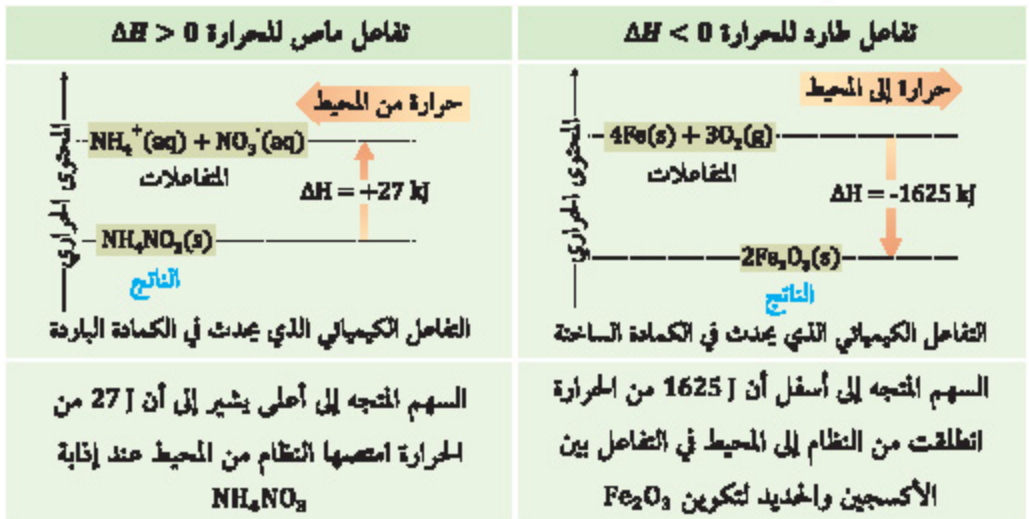 تفاعل طارد للحرارة ΔH < 0
حرارة إلى المحيط
المحتوى الحراري
4Fe(s) + 3O₂(g)
المتفاعلات
ΔH = -1625 kJ
2Fe₂O₃(s)
الناتج
التفاعل الكيميائي الذي يحدث في الكمادة الساخنة
السهم المتجه إلى أسفل أن 1625 J من الحرارة
انطلقت من النظام إلى المحيط في التفاعل بين
الأكسجين والحديد لتكوين Fe₂O₃
تفاعل ماص للحرارة ΔH > 0
حرارة من المحيط
المحتوى الحراري
NH₄⁺(aq) + NO₃⁻(aq)
المتفاعلات
ΔH = +27 kJ
NH₄NO₃(s)
الناتج
التفاعل الكيميائي الذي يحدث في الكمادة الباردة
السهم المتجه إلى أعلى يشير إلى أن 27 J من
الحرارة امتصها النظام من المحيط عند إذابة
NH₄NO₃